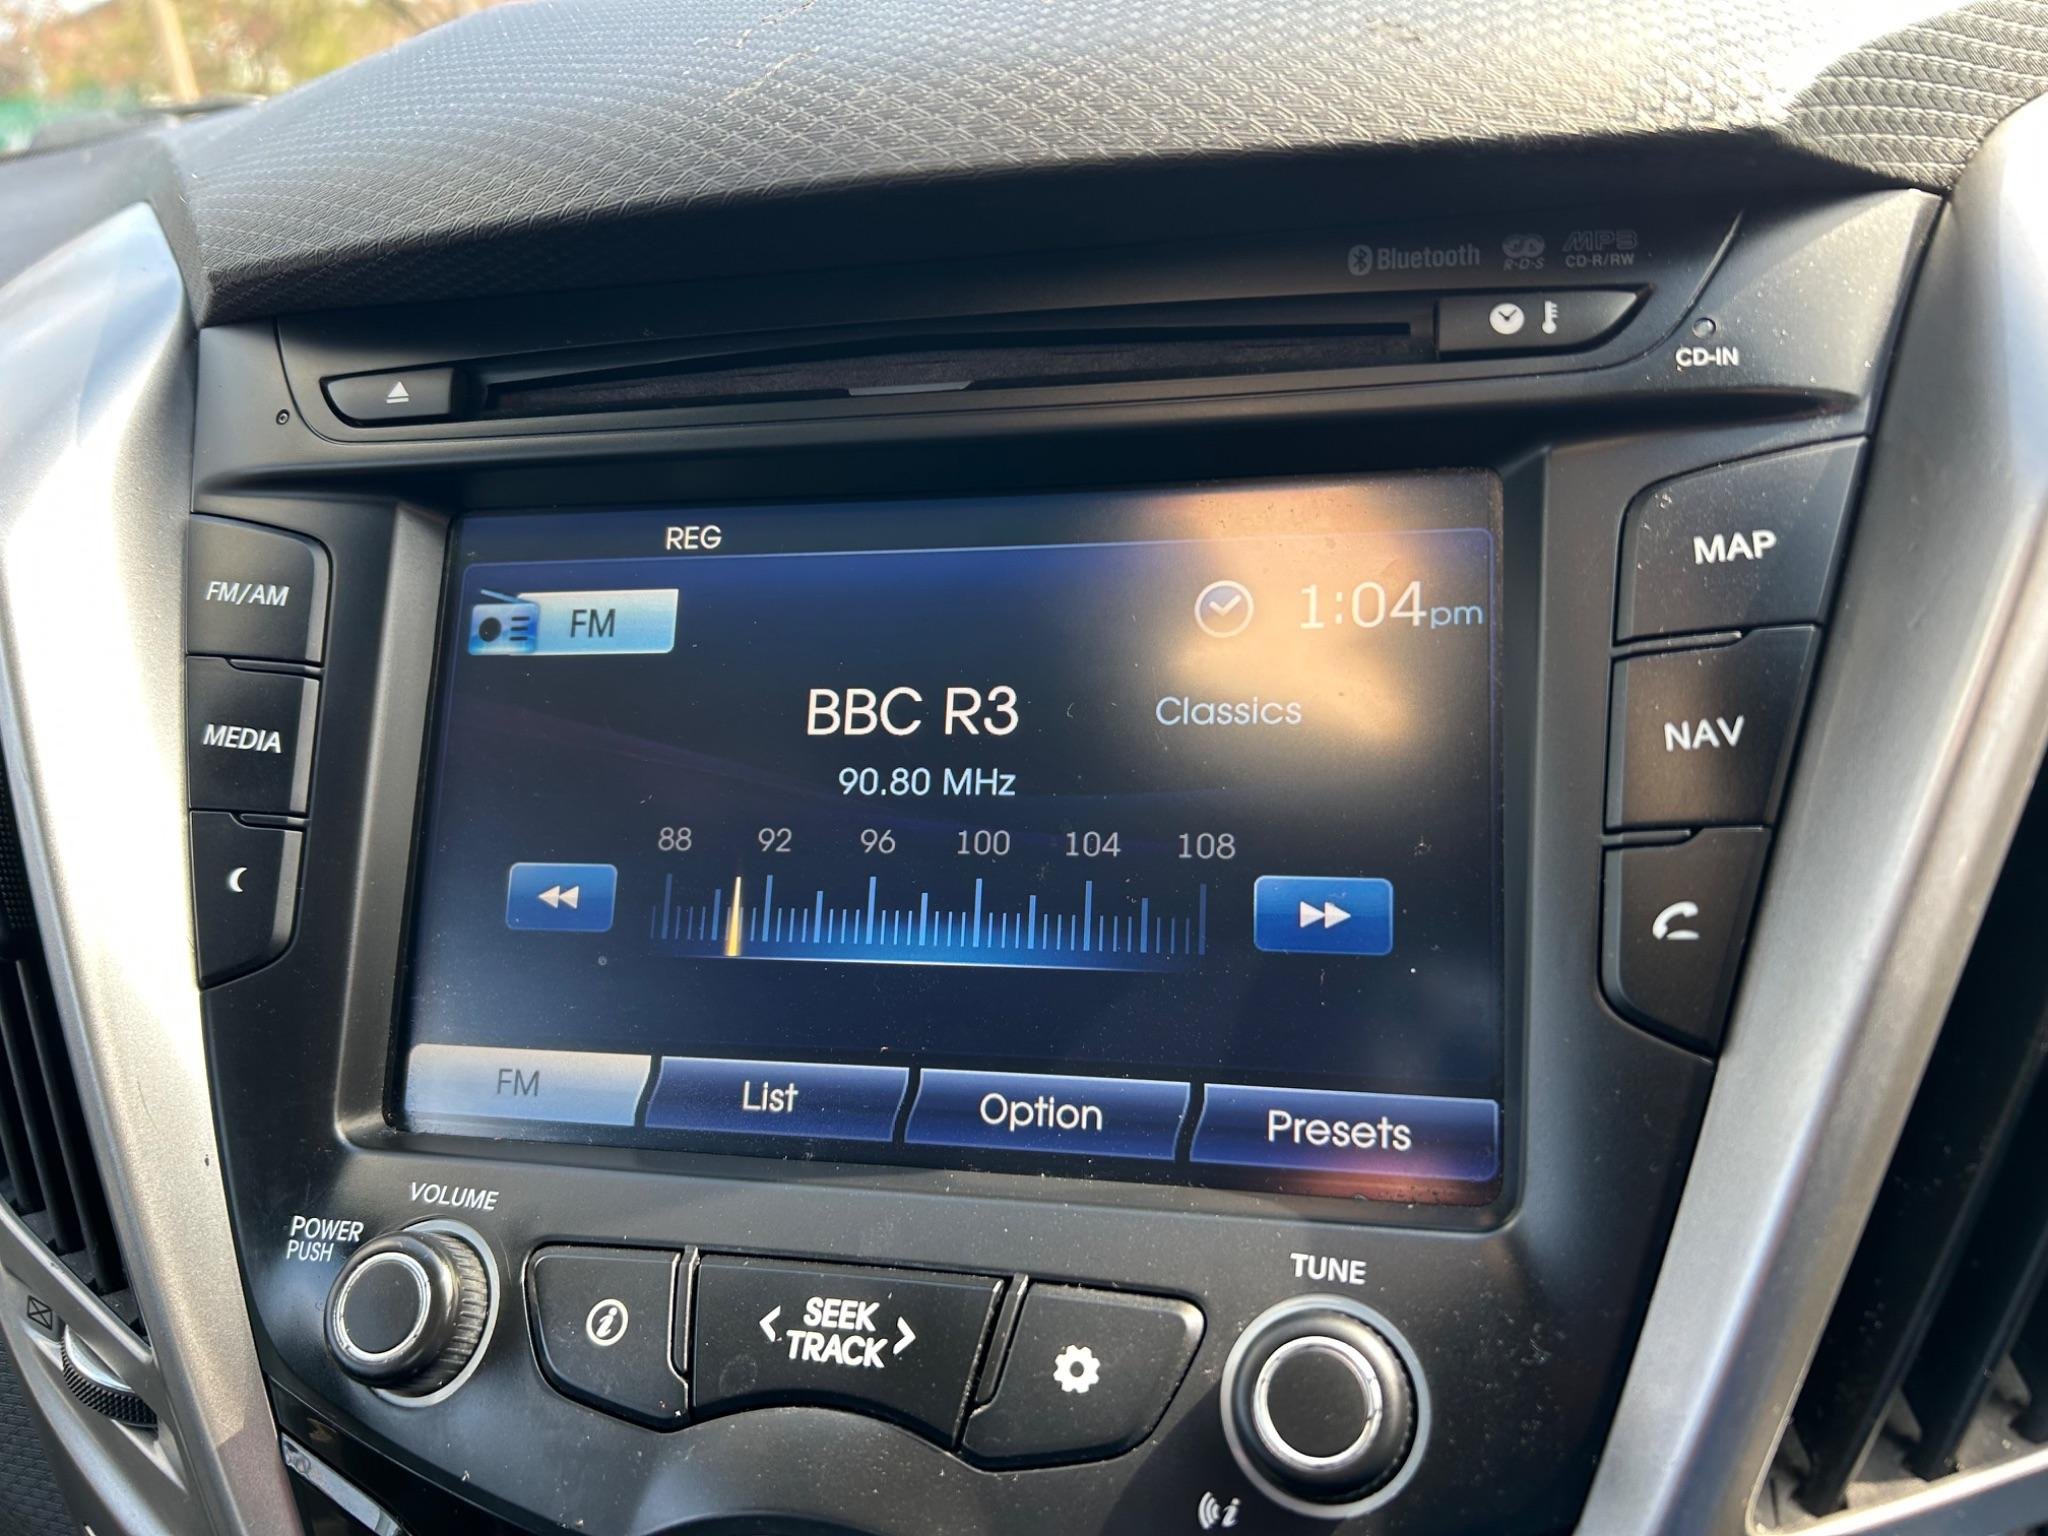 Bluetooth R·D·S MP3 CD-R/RW
CD-IN
REG
FM/AM
MEDIA
MAP
NAV
FM
1:04pm
BBC R3
Classics
90.80 MHz
88 92 96 100 104 108
FM List Option Presets
VOLUME
POWER
PUSH
SEEK
TRACK
TUNE